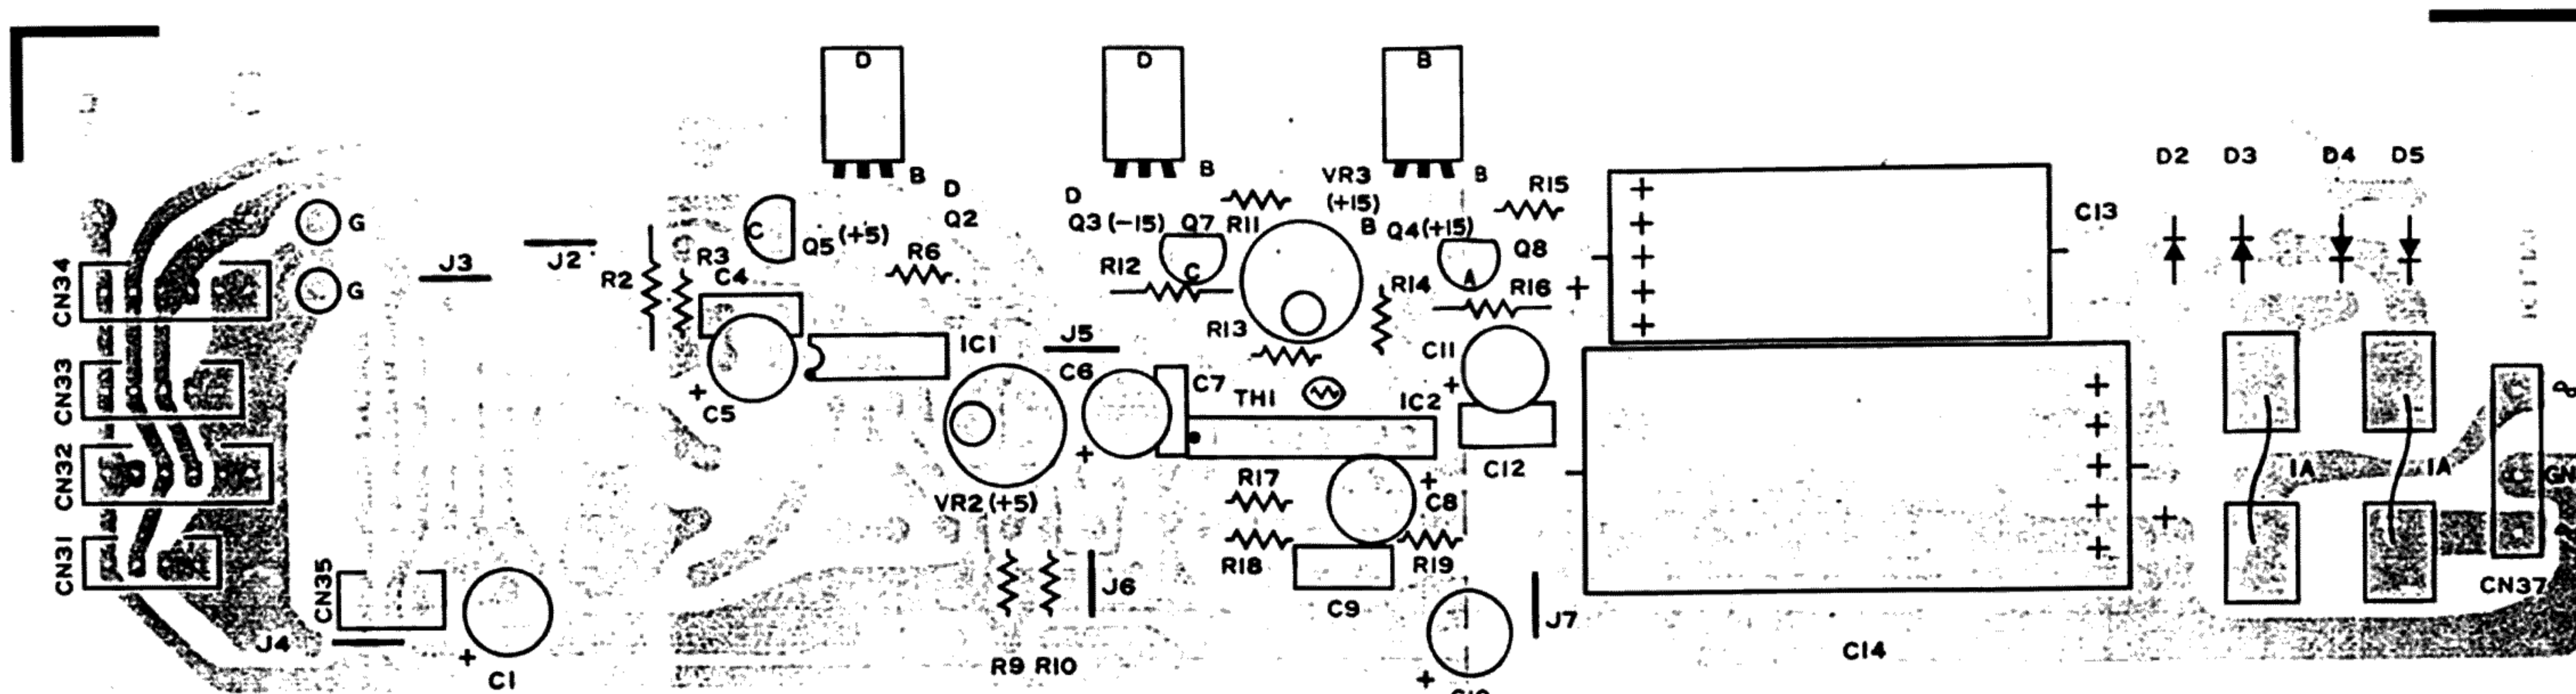 D
D
B
B
B
B
D2
D3
D4
D5
D
Q2
D
Q3 (-15)
Q7
R11
VR3
(+15)
B
Q4 (+15)
R15
Q8
C13
G
G
C
Q5 (+5)
R6
R12
C
A
R14
R16
+
+
+
+
+
+
CN34
J3
J2
R2
R3
C4
R13
CN33
IC1
J5
C6
C7
TH1
IC2
C11
+
+
C5
+
C12
CN32
VR2 (+5)
R17
+
C8
+
+
+
+
+
+
1A
1A
GN
CN31
CN35
J6
R18
R19
C9
J7
CN37
J4
+
C1
R9
R10
+
C14